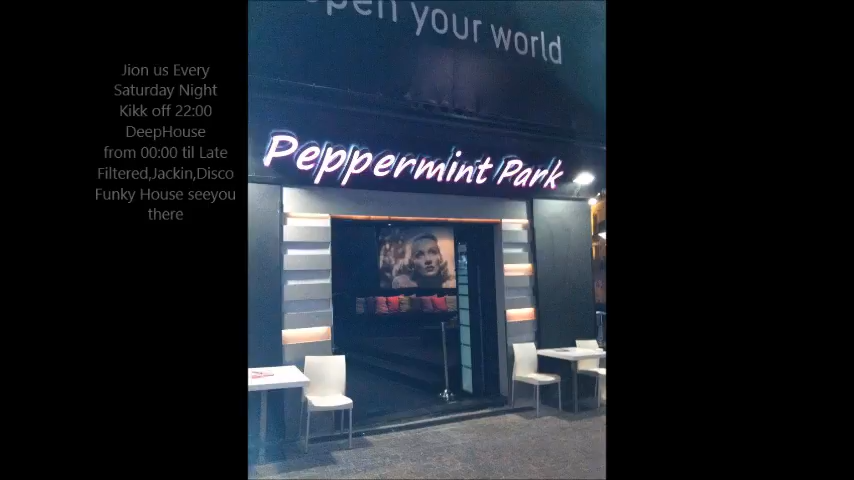 Jion us Every
Saturday Night
Kikk off 22:00
DeepHouse
from 00:00 til Late
Filtered,Jackin,Disco
Funky House seeyou
there
open your world
Peppermint Park